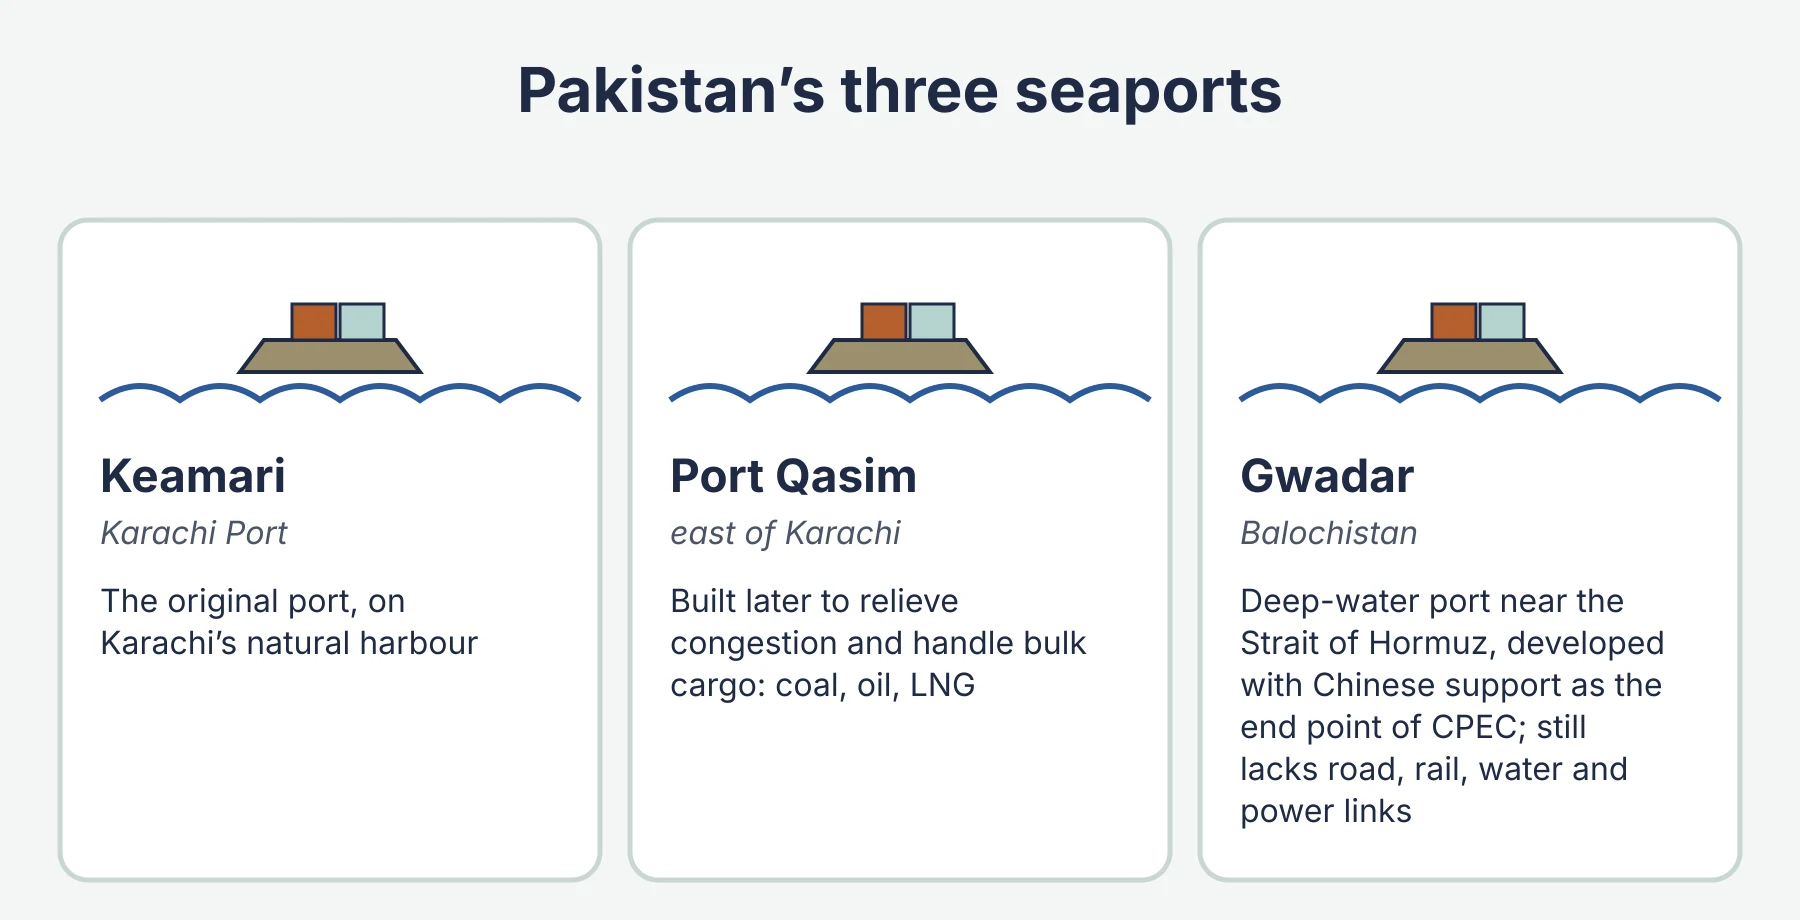 Pakistan’s three seaports
Keamari
Karachi Port
The original port, on
Karachi’s natural harbour
Port Qasim
east of Karachi
Built later to relieve
congestion and handle bulk
cargo: coal, oil, LNG
Gwadar
Balochistan
Deep-water port near the
Strait of Hormuz, developed
with Chinese support as the
end point of CPEC; still
lacks road, rail, water and
power links